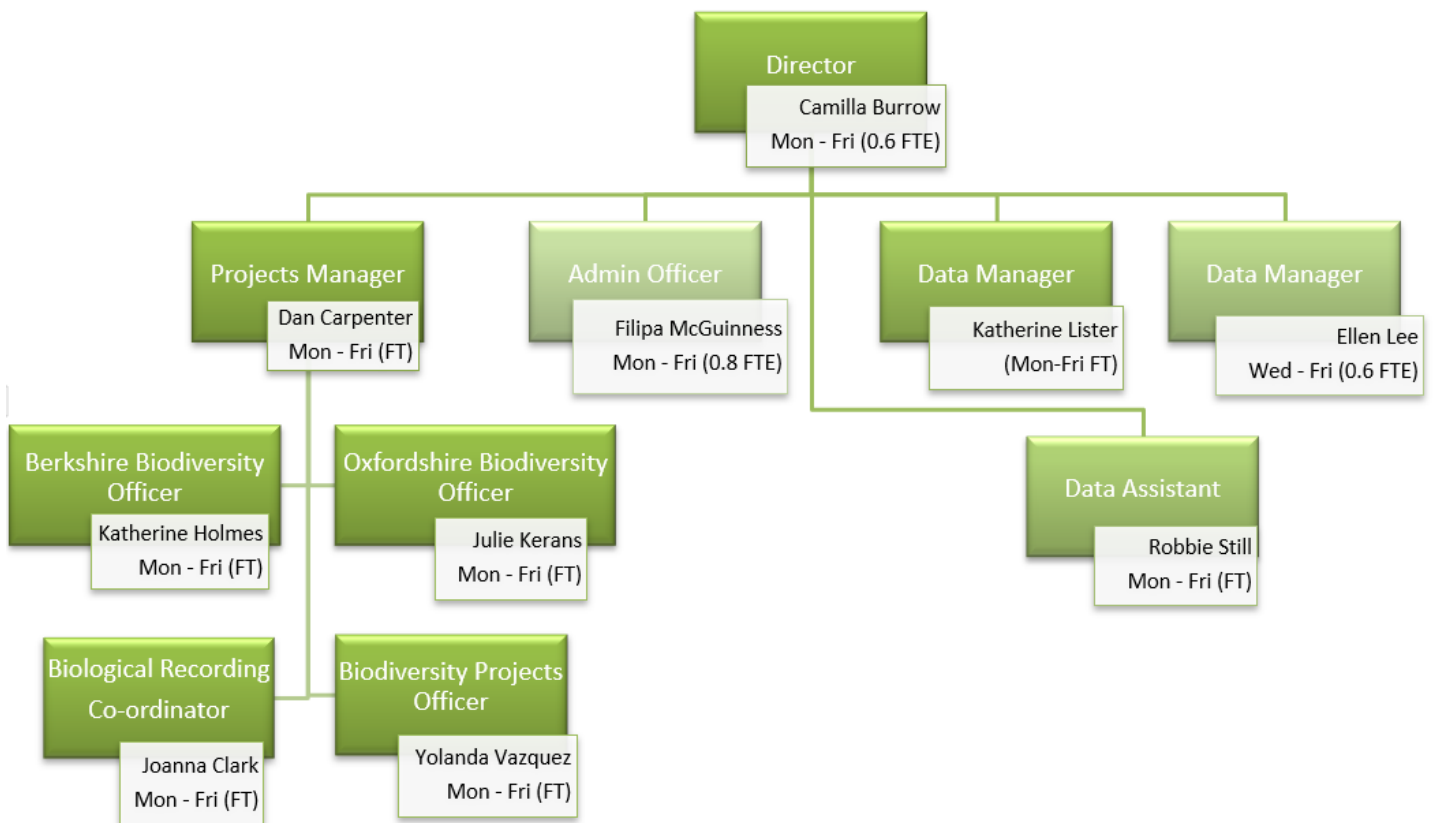 Director
Camilla Burrow
Mon - Fri (0.6 FTE)
Projects Manager
Dan Carpenter
Mon - Fri (FT)
Admin Officer
Filipa McGuinness
Mon - Fri (0.8 FTE)
Data Manager
Katherine Lister
(Mon-Fri FT)
Data Manager
Ellen Lee
Wed - Fri (0.6 FTE)
Berkshire Biodiversity
Officer
Katherine Holmes
Mon - Fri (FT)
Oxfordshire Biodiversity
Officer
Julie Kerans
Mon - Fri (FT)
Data Assistant
Robbie Still
Mon - Fri (FT)
Biological Recording
Co-ordinator
Joanna Clark
Mon - Fri (FT)
Biodiversity Projects
Officer
Yolanda Vazquez
Mon - Fri (FT)